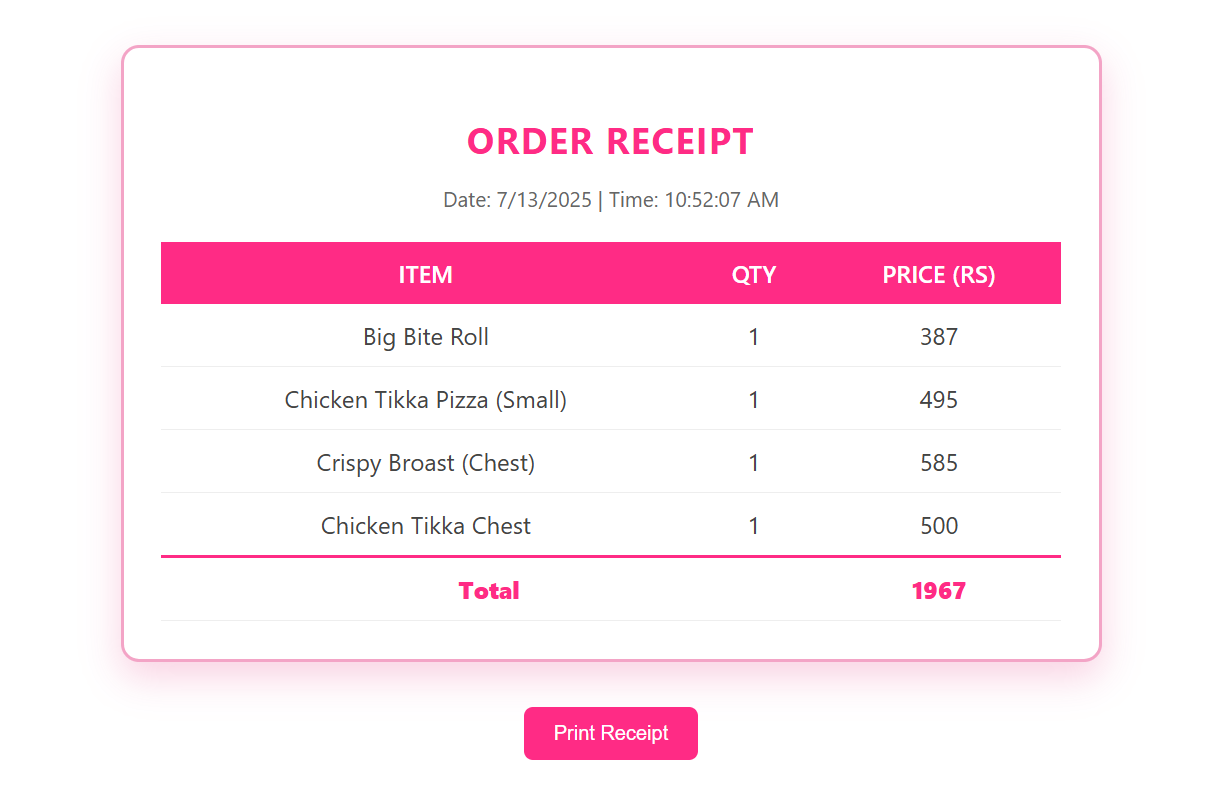 ORDER RECEIPT
Date: 7/13/2025 | Time: 10:52:07 AM
ITEM QTY PRICE (RS)
Big Bite Roll 1 387
Chicken Tikka Pizza (Small) 1 495
Crispy Broast (Chest) 1 585
Chicken Tikka Chest 1 500
Total 1967
Print Receipt